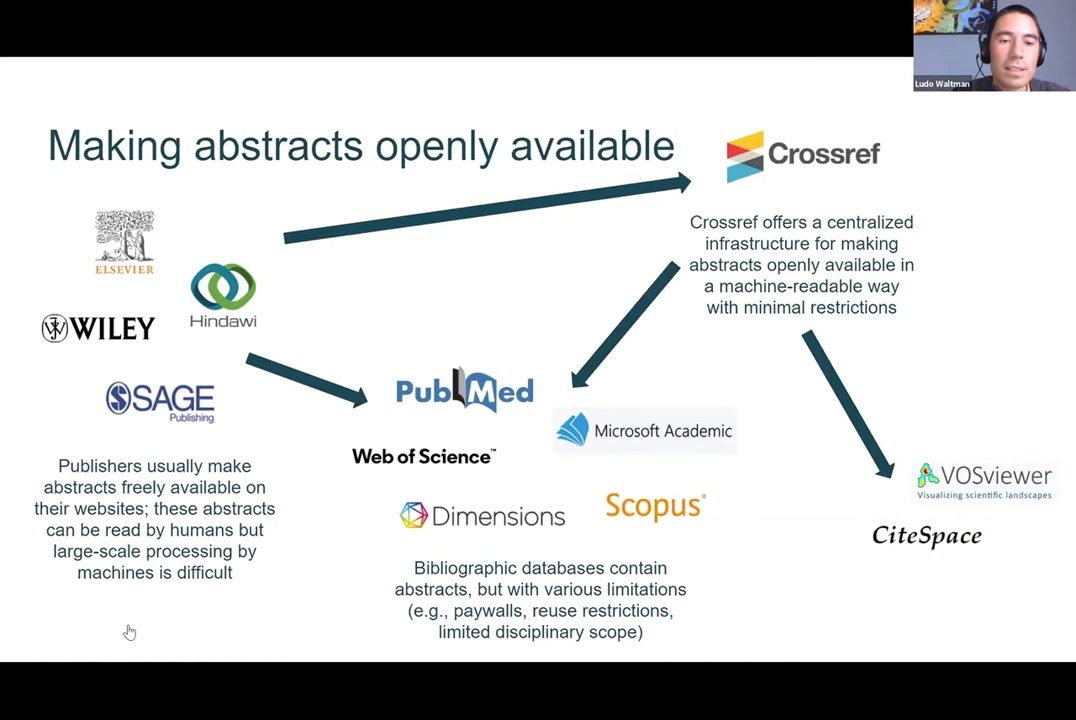 Ludo Waltman
Making abstracts openly available
Crossref
Crossref offers a centralized
infrastructure for making
abstracts openly available in
a machine-readable way
with minimal restrictions
ELSEVIER
Hindawi
WILEY
SAGE
Publishing
Publishers usually make
abstracts freely available on
their websites; these abstracts
can be read by humans but
large-scale processing by
machines is difficult
PubMed
Microsoft Academic
Web of Science™
Dimensions
Scopus®
Bibliographic databases contain
abstracts, but with various limitations
(e.g., paywalls, reuse restrictions,
limited disciplinary scope)
VOSviewer
Visualizing scientific landscapes
CiteSpace